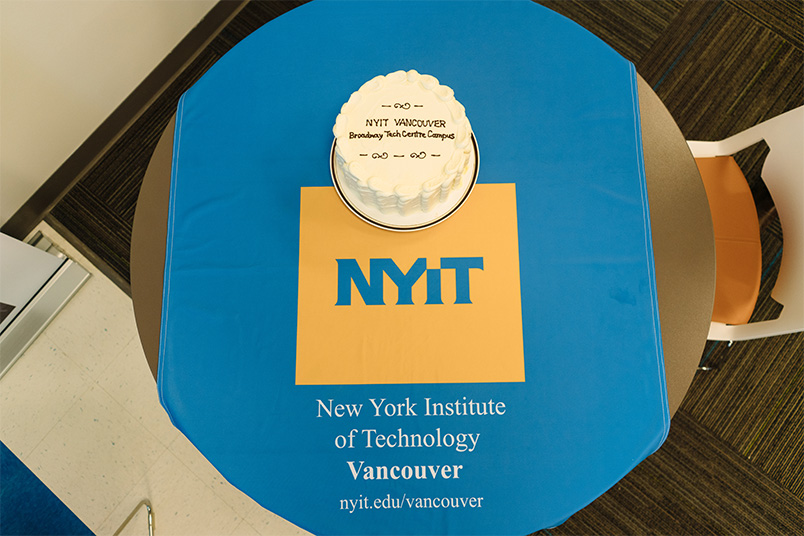 NYIT VANCOUVER
Broadway Tech Centre Campus
NYiT
New York Institute
of Technology
Vancouver
nyit.edu/vancouver